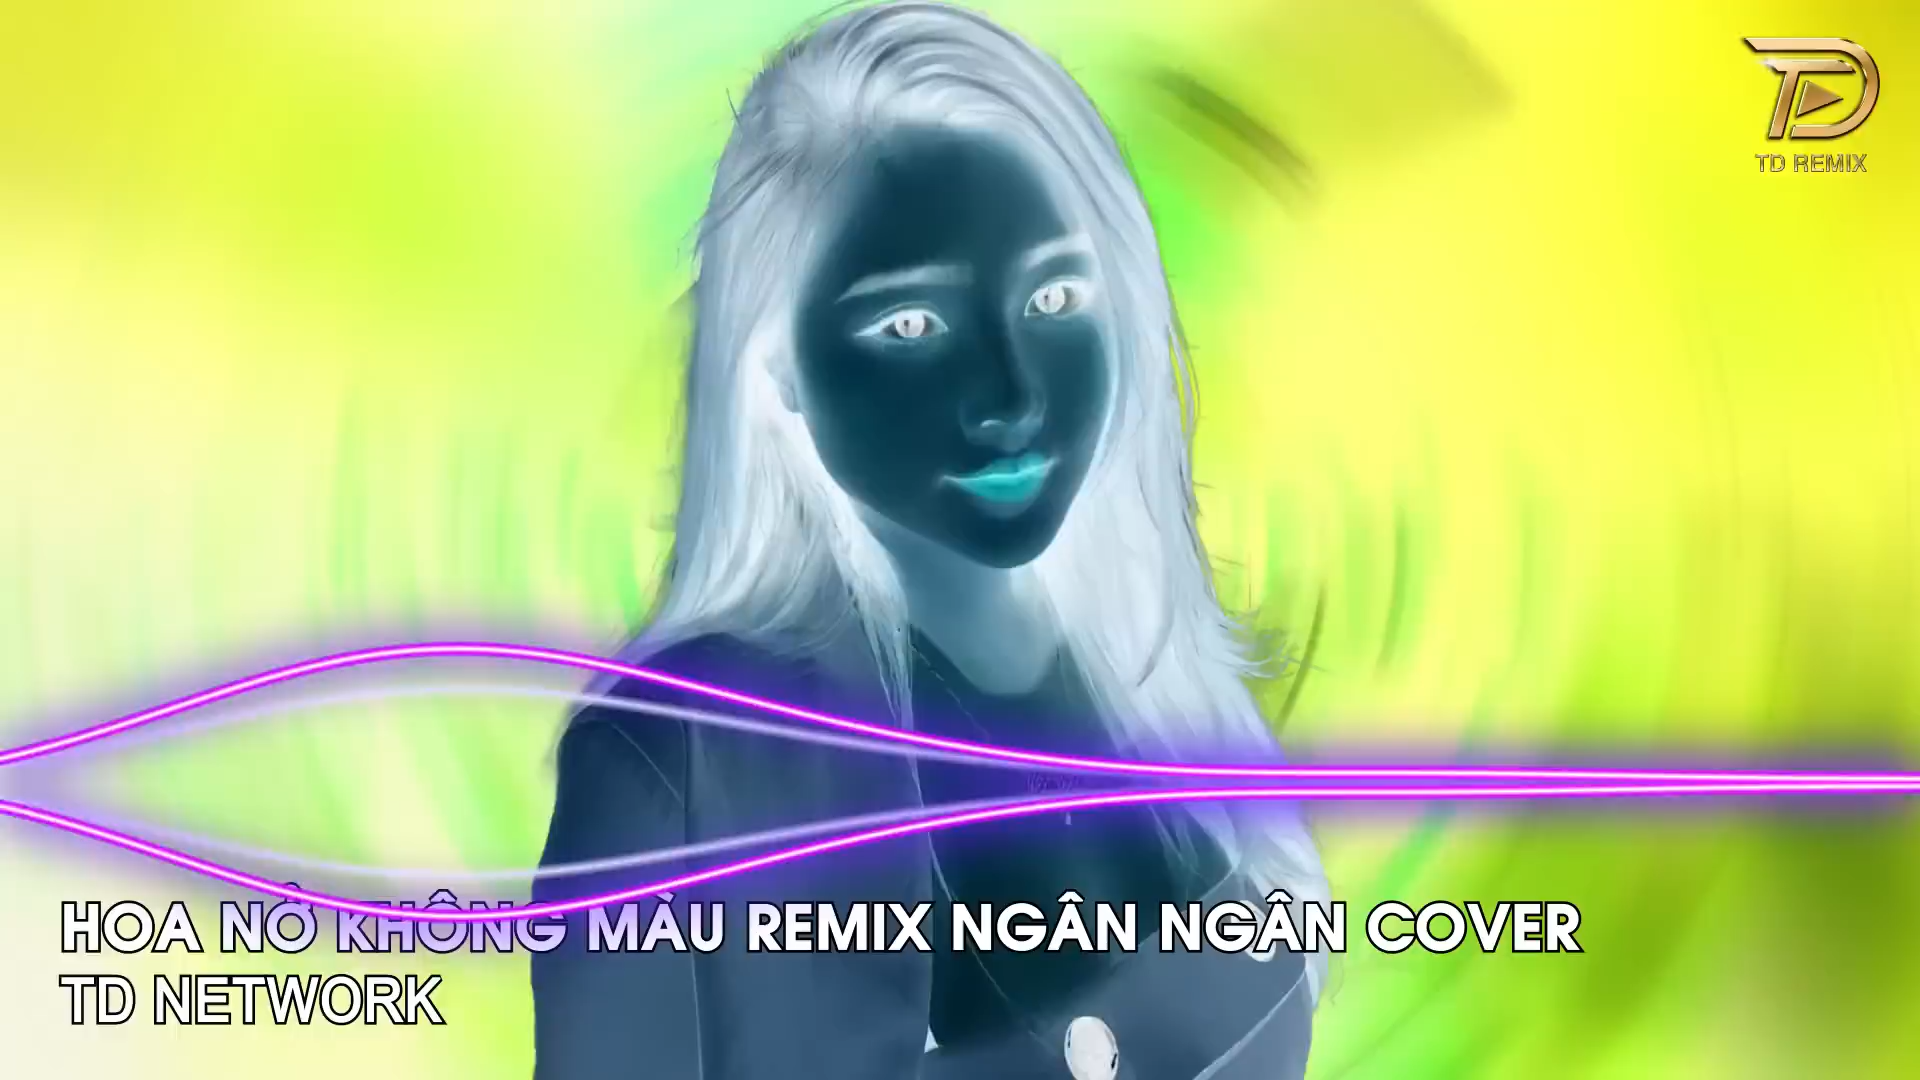 TD REMIX
HOA NỞ KHÔNG MÀU REMIX NGÂN NGÂN COVER
TD NETWORK